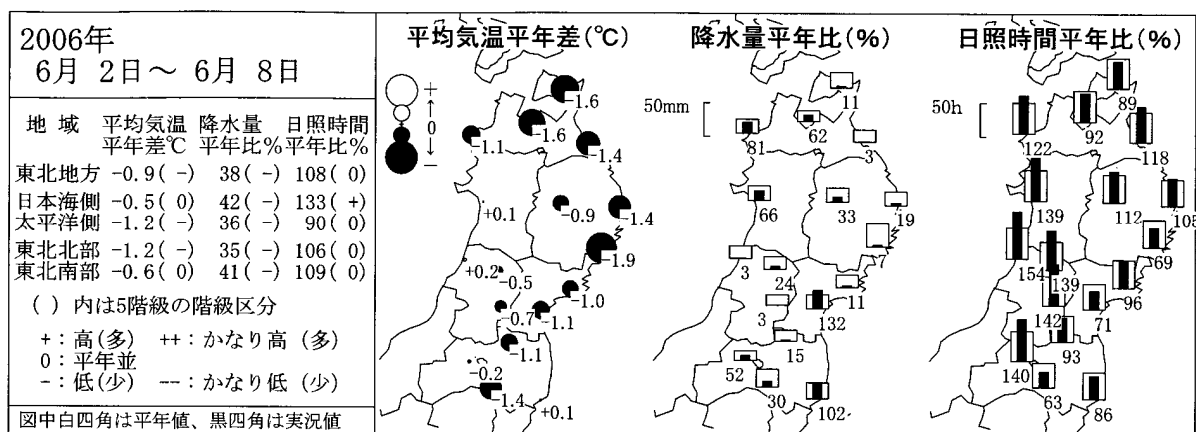 2006年
6月 2日～ 6月 8日
地 域 平均気温 降水量 日照時間
平年差℃ 平年比% 平年比%
東北地方 -0.9( -) 38( -) 108( 0)
日本海側 -0.5( 0) 42( -) 133( +)
太平洋側 -1.2( -) 36( -) 90( 0)
東北北部 -1.2( -) 35( -) 106( 0)
東北南部 -0.6( 0) 41( -) 109( 0)
( ) 内は5階級の階級区分
+：高(多) ++：かなり高 (多)
0：平年並
-：低(少) --：かなり低 (少)
図中白四角は平年値、黒四角は実況値
平均気温平年差(℃)
+
↑
0
↓
-
-1.6
-1.6
-1.1
-1.4
+0.1
-0.9
-1.4
-1.9
+0.2
-0.5
-1.0
-0.7
-1.1
-1.1
-0.2
-1.4
+0.1
降水量平年比(%)
50mm
11
62
81
3
66
33
19
7
3
24
11
3
132
15
52
30
102
日照時間平年比(%)
50h
89
92
122
118
139
112
105
69
154
139
96
142
71
93
140
63
86